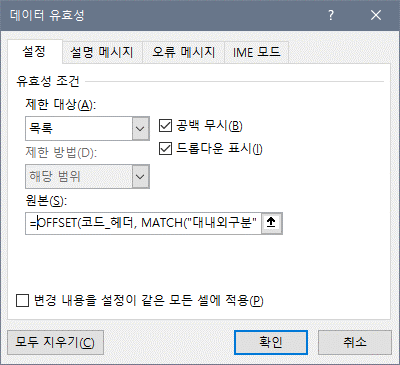 데이터 유효성
설정 설명 메시지 오류 메시지 IME 모드
유효성 조건
제한 대상(A):
목록
공백 무시(B)
제한 방법(D):
드롭다운 표시(I)
해당 범위
원본(S):
=OFFSET(코드_헤더, MATCH("대내외구분"
변경 내용을 설정이 같은 모든 셀에 적용(P)
모두 지우기(C) 확인 취소